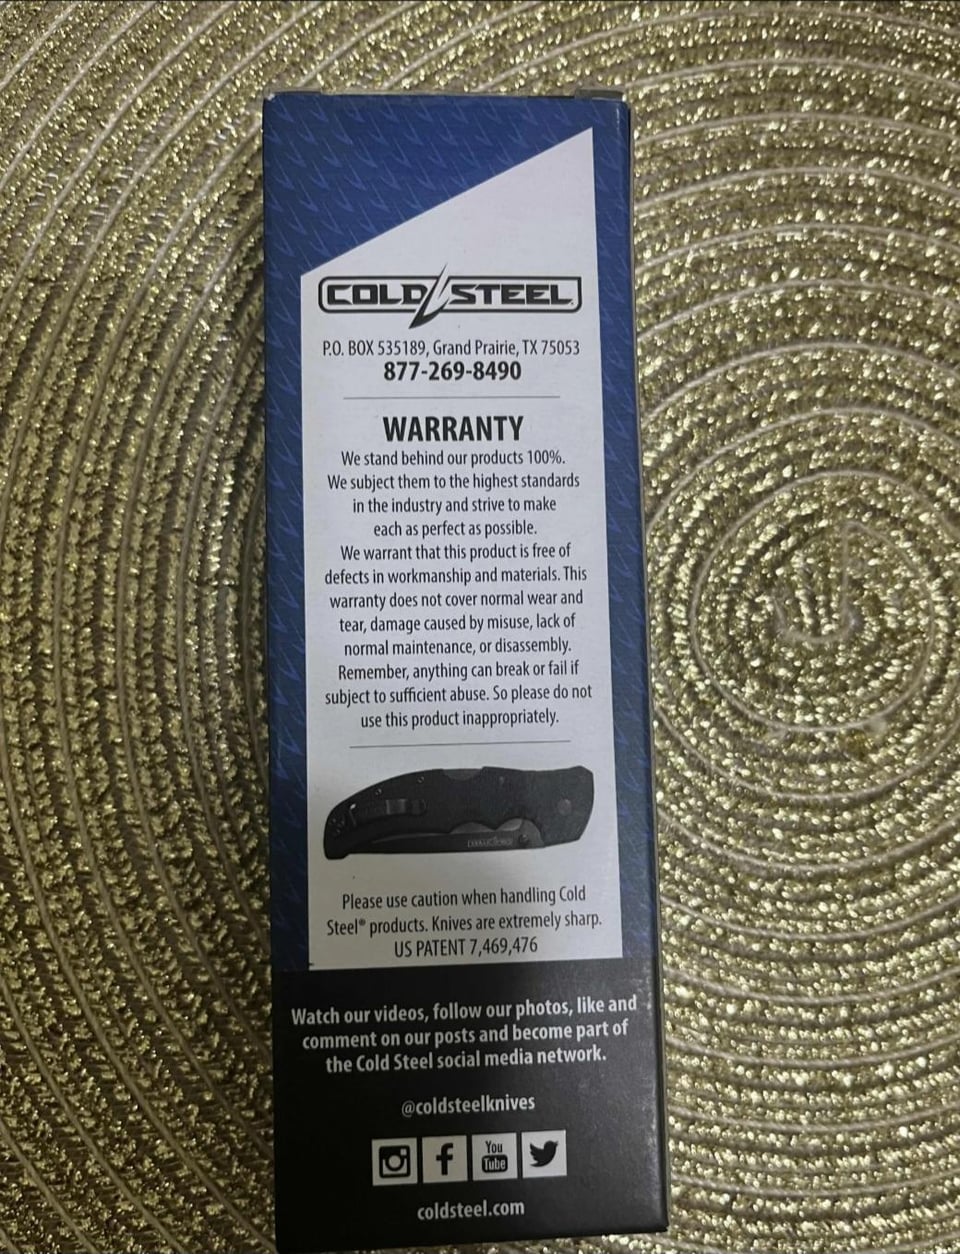 COLD STEEL
P.O. BOX 535189, Grand Prairie, TX 75053
877-269-8490
WARRANTY
We stand behind our products 100%.
We subject them to the highest standards
in the industry and strive to make
each as perfect as possible.
We warrant that this product is free of
defects in workmanship and materials. This
warranty does not cover normal wear and
tear, damage caused by misuse, lack of
normal maintenance, or disassembly.
Remember, anything can break or fail if
subject to sufficient abuse. So please do not
use this product inappropriately.
Please use caution when handling Cold
Steel® products. Knives are extremely sharp.
US PATENT 7,469,476
Watch our videos, follow our photos, like and
comment on our posts and become part of
the Cold Steel social media network.
@coldsteelknives
You
Tube
coldsteel.com